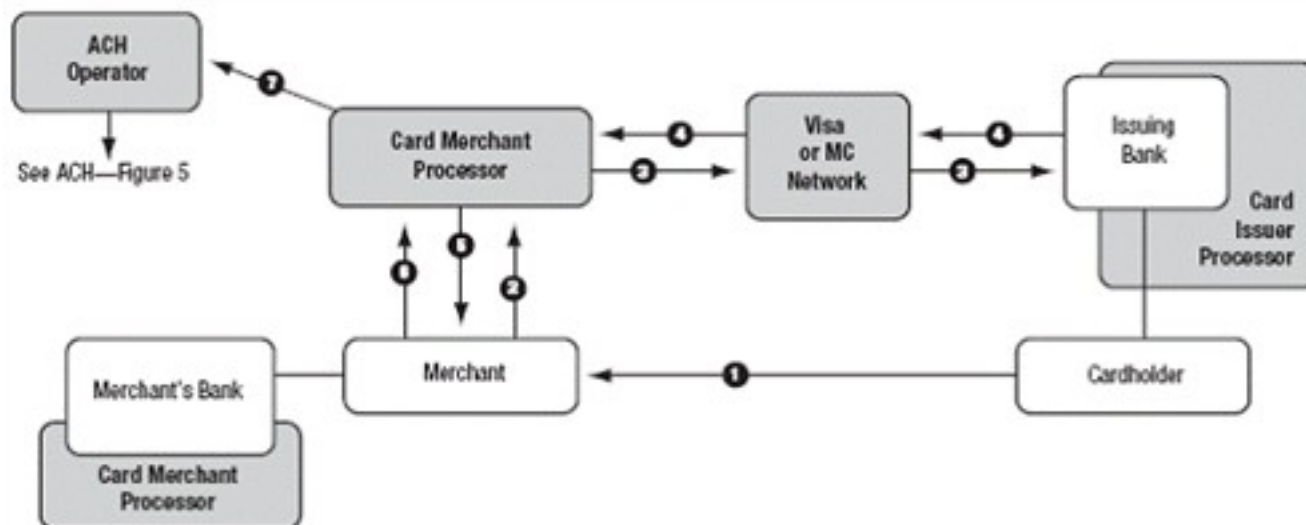 ACH
Operator
7
See ACH—Figure 5
Card Merchant
Processor
4
3
Visa
or MC
Network
4
3
Issuing
Bank
Card
Issuer
Processor
6
5
2
Merchant's Bank
Card Merchant
Processor
Merchant
1
Cardholder